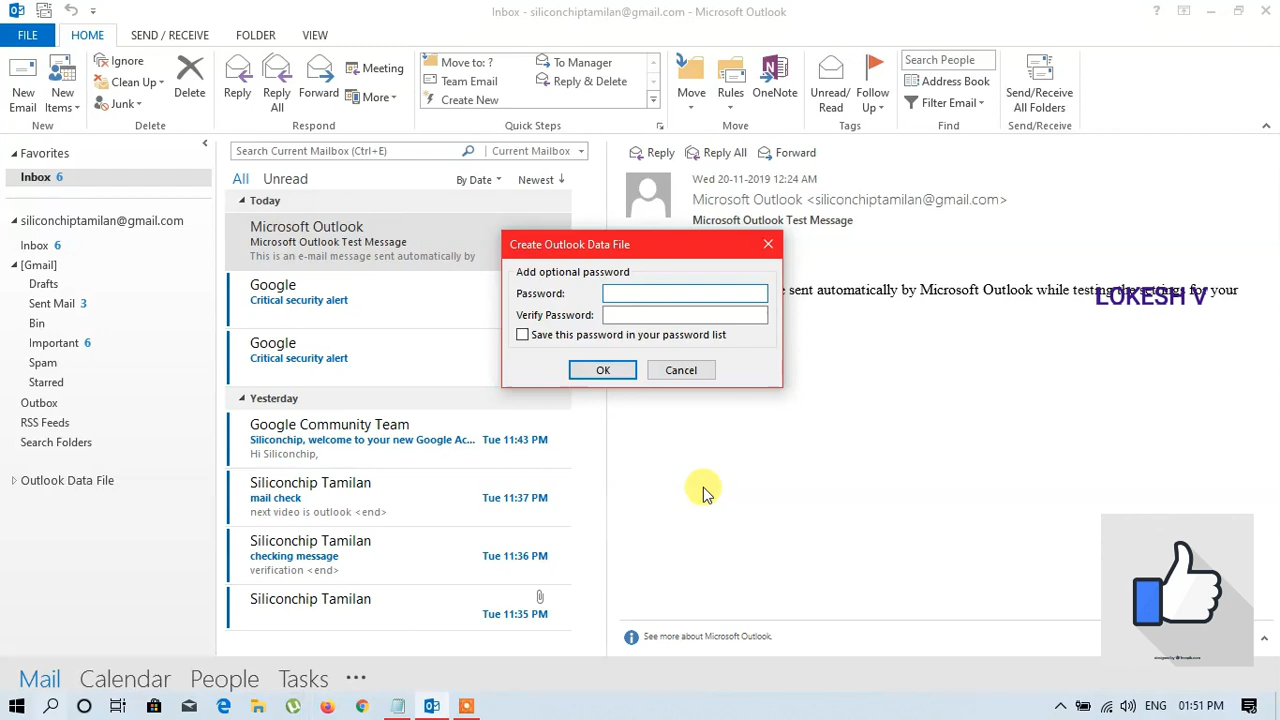 Inbox - siliconchiptamilan@gmail.com - Microsoft Outlook
?
FILE
HOME
SEND / RECEIVE
FOLDER
VIEW
New
Email
New
Items
Ignore
Clean Up
Junk
Delete
Reply
Reply
All
Forward
Meeting
More
Move to: ?
Team Email
Create New
To Manager
Reply & Delete
Move
Rules
OneNote
Unread/
Read
Follow
Up
Search People
Address Book
Filter Email
Send/Receive
All Folders
New
Delete
Respond
Quick Steps
Move
Tags
Find
Send/Receive
Favorites
Inbox 6
siliconchiptamilan@gmail.com
Inbox 6
[Gmail]
Drafts
Sent Mail 3
Bin
Important 6
Spam
Starred
Outbox
RSS Feeds
Search Folders
Outlook Data File
Search Current Mailbox (Ctrl+E)
Current Mailbox
All
Unread
By Date
Newest
Today
Microsoft Outlook
Microsoft Outlook Test Message
This is an e-mail message sent automatically by
Google
Critical security alert
Google
Critical security alert
Yesterday
Google Community Team
Siliconchip, welcome to your new Google Ac...
Tue 11:43 PM
Hi Siliconchip,
Siliconchip Tamilan
mail check
Tue 11:37 PM
next video is outlook <end>
Siliconchip Tamilan
checking message
Tue 11:36 PM
verification <end>
Siliconchip Tamilan
Tue 11:35 PM
Reply
Reply All
Forward
Wed 20-11-2019 12:24 AM
Microsoft Outlook <siliconchiptamilan@gmail.com>
Microsoft Outlook Test Message
e sent automatically by Microsoft Outlook while testing the settings for your
LOKESH V
Create Outlook Data File
Add optional password
Password:
Verify Password:
Save this password in your password list
OK
Cancel
See more about Microsoft Outlook.
Mail
Calendar
People
Tasks
ENG
01:51 PM